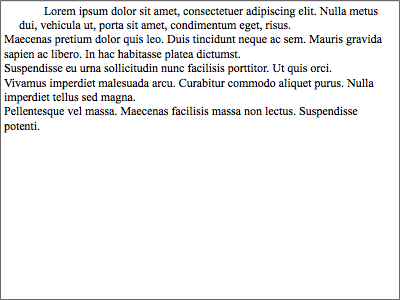 Lorem ipsum dolor sit amet, consectetuer adipiscing elit. Nulla metus
dui, vehicula ut, porta sit amet, condimentum eget, risus.
Maecenas pretium dolor quis leo. Duis tincidunt neque ac sem. Mauris gravida
sapien ac libero. In hac habitasse platea dictumst.
Suspendisse eu urna sollicitudin nunc facilisis porttitor. Ut quis orci.
Vivamus imperdiet malesuada arcu. Curabitur commodo aliquet purus. Nulla
imperdiet tellus sed magna.
Pellentesque vel massa. Maecenas facilisis massa non lectus. Suspendisse
potenti.